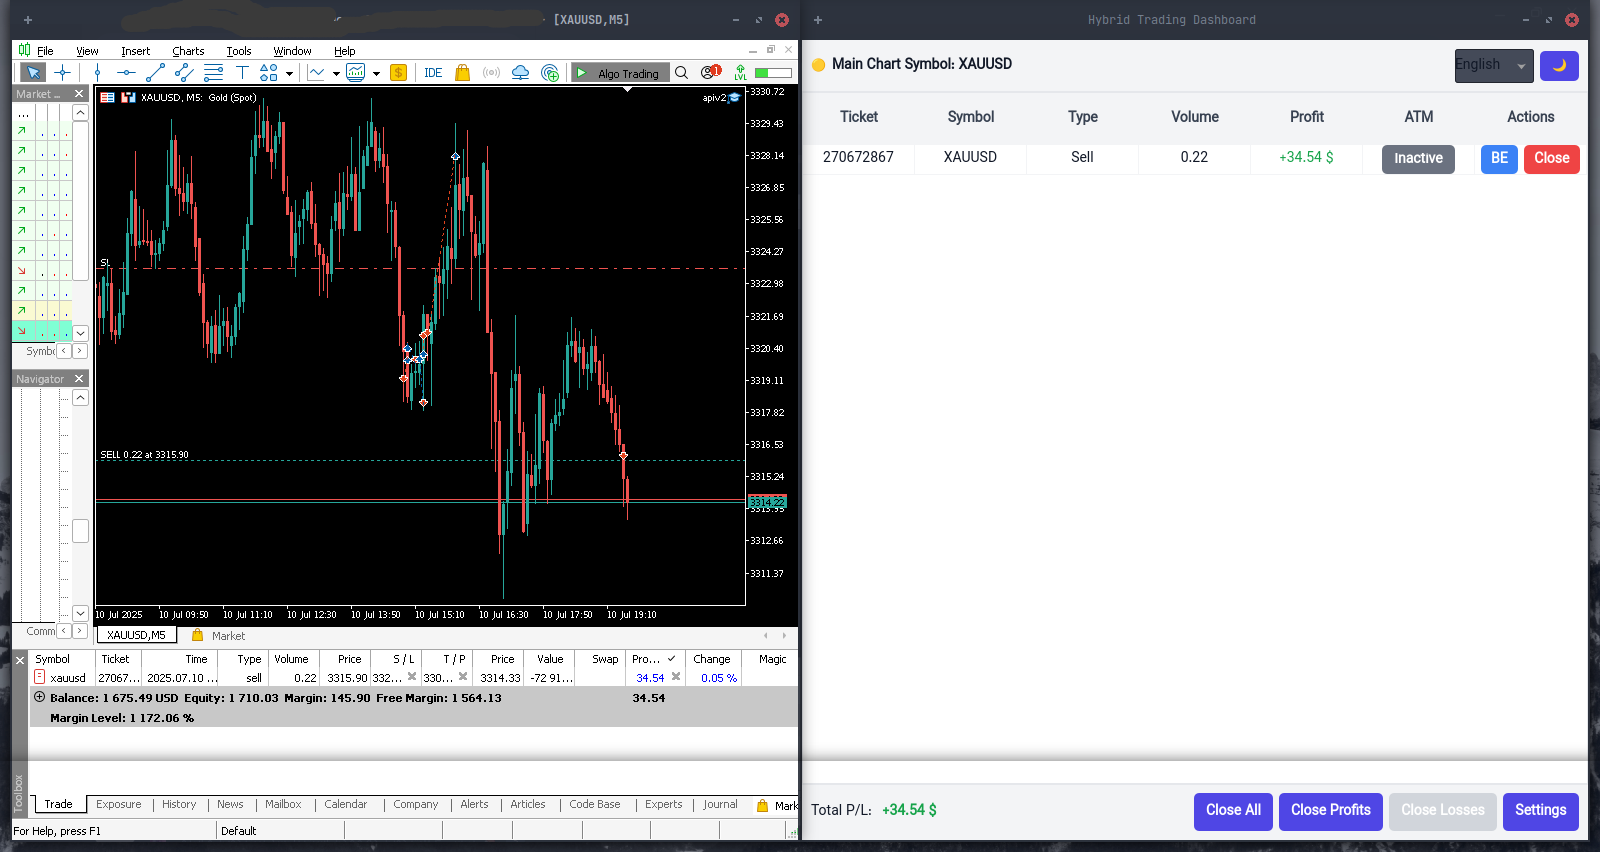 [XAUUSD,M5]
File View Insert Charts Tools Window Help
IDE Algo Trading 1 LVL
Market ...
...
Symbo
Navigator
Comm
XAUUSD, M5: Gold (Spot)
apiv2
SL
SELL 0.22 at 3315.90
3330.72
3329.43
3328.14
3326.85
3325.56
3324.27
3322.98
3321.69
3320.40
3319.11
3317.82
3316.53
3315.24
3314.22
3313.95
3312.66
3311.37
10 Jul 2025 10 Jul 09:50 10 Jul 11:10 10 Jul 12:30 10 Jul 13:50 10 Jul 15:10 10 Jul 16:30 10 Jul 17:50 10 Jul 19:10
XAUUSD,M5 Market
Symbol Ticket Time Type Volume Price S / L T / P Price Value Swap Pro... Change Magic
xauusd 27067... 2025.07.10 ... sell 0.22 3315.90 332... 330... 3314.33 -72 91... 34.54 0.05 %
Balance: 1 675.49 USD Equity: 1 710.03 Margin: 145.90 Free Margin: 1 564.13 34.54
Margin Level: 1 172.06 %
Toolbox
Trade Exposure History News Mailbox Calendar Company Alerts Articles Code Base Experts Journal Mark
For Help, press F1 Default
Hybrid Trading Dashboard
Main Chart Symbol: XAUUSD English
Ticket Symbol Type Volume Profit ATM Actions
270672867 XAUUSD Sell 0.22 +34.54 $ Inactive BE Close
Total P/L: +34.54 $ Close All Close Profits Close Losses Settings